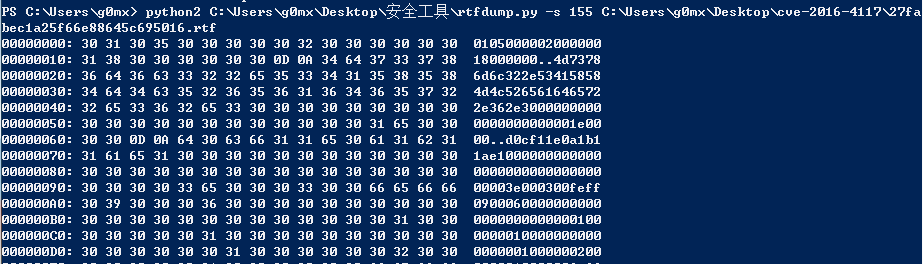 PS C:\Users\g0mx> python2 C:\Users\g0mx\Desktop\安全工具\rtfdump.py -s 155 C:\Users\g0mx\Desktop\cve-2016-4117\27fa
bec1a25f66e88645c695016.rtf
00000000: 30 31 30 35 30 30 30 30 30 32 30 30 30 30 30 30  0105000002000000
00000010: 31 38 30 30 30 30 30 30 0D 0A 34 64 37 33 37 38  18000000..4d7378
00000020: 36 64 36 63 33 32 32 65 35 33 34 31 35 38 35 38  6d6c322e53415858
00000030: 34 64 34 63 35 32 36 35 36 31 36 34 36 35 37 32  4d4c526561646572
00000040: 32 65 33 36 32 65 33 30 30 30 30 30 30 30 30 30  2e362e3000000000
00000050: 30 30 30 30 30 30 30 30 30 30 30 30 31 65 30 30  0000000000001e00
00000060: 30 30 0D 0A 64 30 63 66 31 31 65 30 61 31 62 31  00..d0cf11e0a1b1
00000070: 31 61 65 31 30 30 30 30 30 30 30 30 30 30 30 30  1ae1000000000000
00000080: 30 30 30 30 30 30 30 30 30 30 30 30 30 30 30 30  0000000000000000
00000090: 30 30 30 30 33 65 30 30 30 33 30 30 66 65 66 66  00003e000300feff
000000A0: 30 39 30 30 30 36 30 30 30 30 30 30 30 30 30 30  0900060000000000
000000B0: 30 30 30 30 30 30 30 30 30 30 30 30 30 31 30 30  0000000000000100
000000C0: 30 30 30 30 30 31 30 30 30 30 30 30 30 30 30 30  0000010000000000
000000D0: 30 30 30 30 30 30 31 30 30 30 30 30 30 32 30 30  0000001000000200